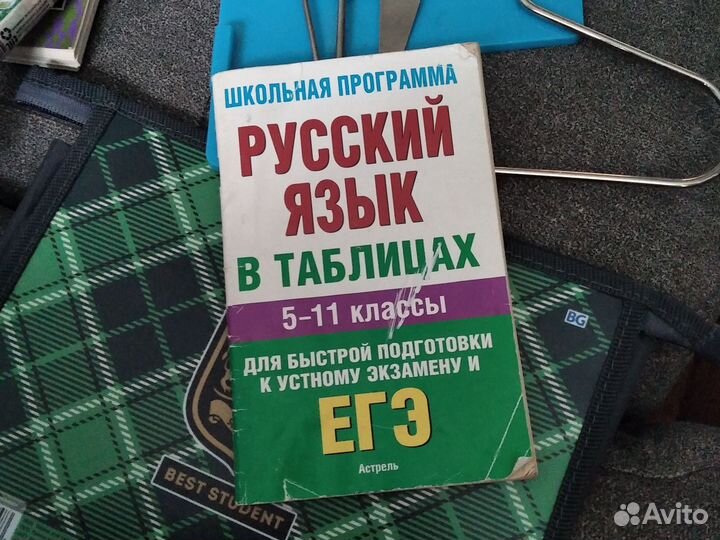 ШКОЛЬНАЯ ПРОГРАММА
РУССКИЙ
ЯЗЫК
В ТАБЛИЦАХ
5-11 КЛАССЫ
ДЛЯ БЫСТРОЙ ПОДГОТОВКИ
К УСТНОМУ ЭКЗАМЕНУ И
ЕГЭ
Астрель
BG
BEST STUDENT
Avito